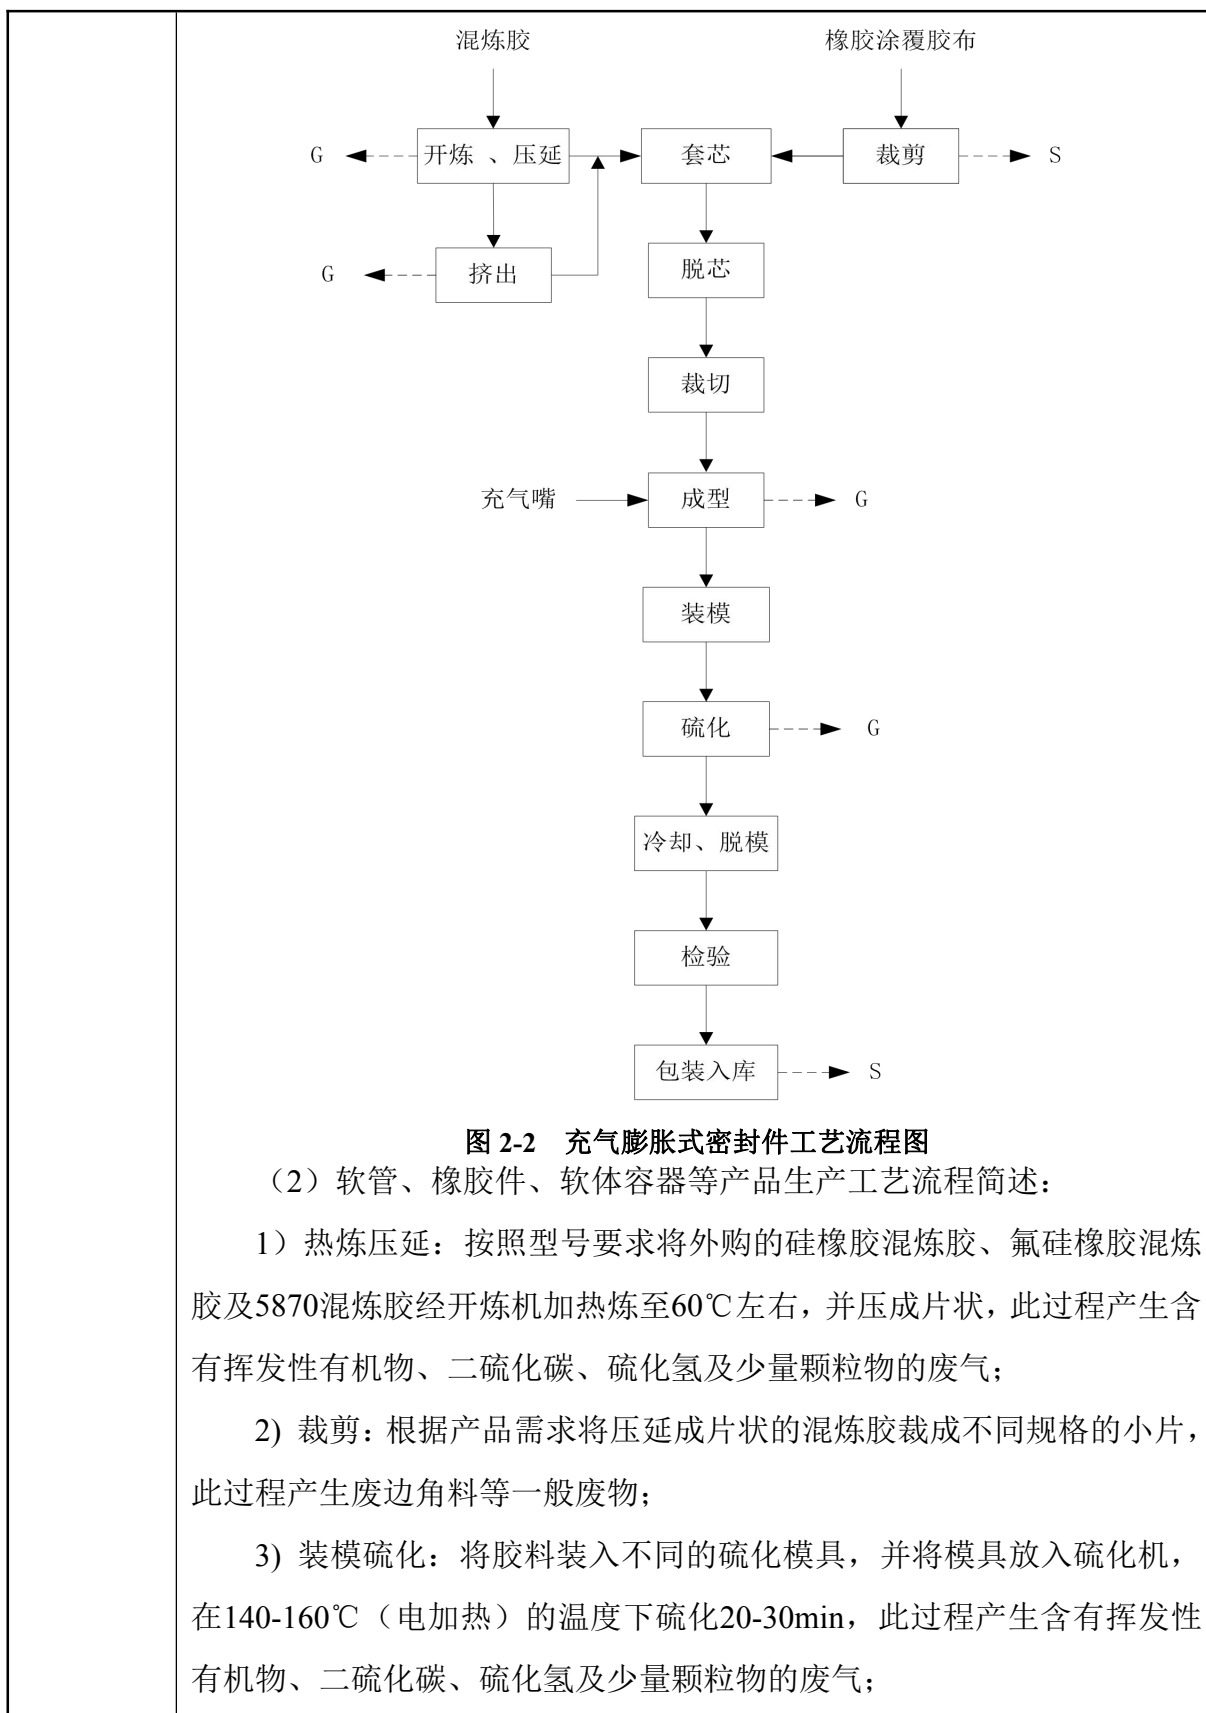 混炼胶 橡胶涂覆胶布
G 开炼 、压延 套芯 裁剪 S
G 挤出 脱芯
裁切
充气嘴 成型 G
装模
硫化 G
冷却、脱模
检验
包装入库 S
图 2-2 充气膨胀式密封件工艺流程图
（2）软管、橡胶件、软体容器等产品生产工艺流程简述：
1）热炼压延：按照型号要求将外购的硅橡胶混炼胶、氟硅橡胶混炼
胶及5870混炼胶经开炼机加热炼至60℃左右，并压成片状，此过程产生含
有挥发性有机物、二硫化碳、硫化氢及少量颗粒物的废气；
2) 裁剪：根据产品需求将压延成片状的混炼胶裁成不同规格的小片，
此过程产生废边角料等一般废物；
3) 装模硫化：将胶料装入不同的硫化模具，并将模具放入硫化机，
在140-160℃（电加热）的温度下硫化20-30min，此过程产生含有挥发性
有机物、二硫化碳、硫化氢及少量颗粒物的废气；